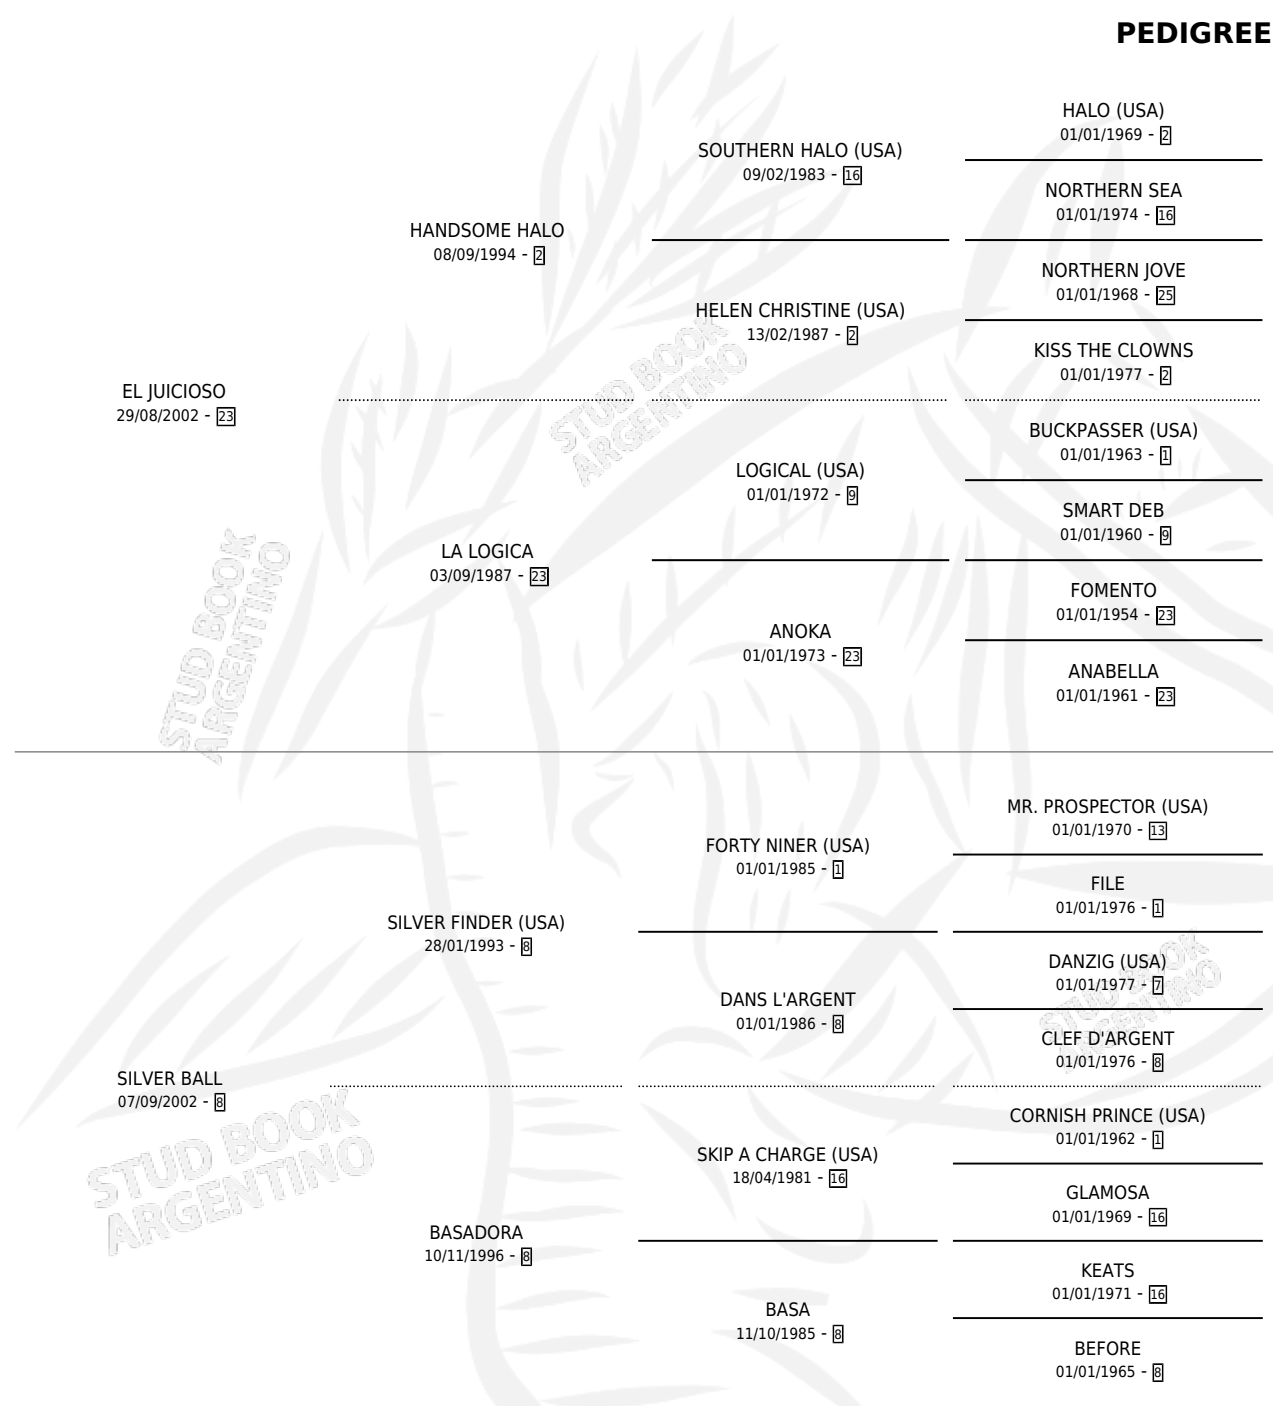 PEDIGREE
HALO (USA)
01/01/1969 - 2
SOUTHERN HALO (USA)
09/02/1983 - 16
NORTHERN SEA
01/01/1974 - 16
HANDSOME HALO
08/09/1994 - 2
NORTHERN JOVE
01/01/1968 - 25
HELEN CHRISTINE (USA)
13/02/1987 - 2
KISS THE CLOWNS
01/01/1977 - 2
EL JUICIOSO
29/08/2002 - 23
BUCKPASSER (USA)
01/01/1963 - 1
LOGICAL (USA)
01/01/1972 - 9
SMART DEB
01/01/1960 - 9
LA LOGICA
03/09/1987 - 23
FOMENTO
01/01/1954 - 23
ANOKA
01/01/1973 - 23
ANABELLA
01/01/1961 - 23
MR. PROSPECTOR (USA)
01/01/1970 - 13
FORTY NINER (USA)
01/01/1985 - 1
FILE
01/01/1976 - 1
SILVER FINDER (USA)
28/01/1993 - 8
DANZIG (USA)
01/01/1977 - 7
DANS L'ARGENT
01/01/1986 - 8
CLEF D'ARGENT
01/01/1976 - 8
SILVER BALL
07/09/2002 - 8
CORNISH PRINCE (USA)
01/01/1962 - 1
SKIP A CHARGE (USA)
18/04/1981 - 16
GLAMOSA
01/01/1969 - 16
BASADORA
10/11/1996 - 8
KEATS
01/01/1971 - 16
BASA
11/10/1985 - 8
BEFORE
01/01/1965 - 8
STUD BOOK
ARGENTINO
STUD BOOK
ARGENTINO
STUD BOOK
ARGENTINO
STUD BOOK
ARGENTINO